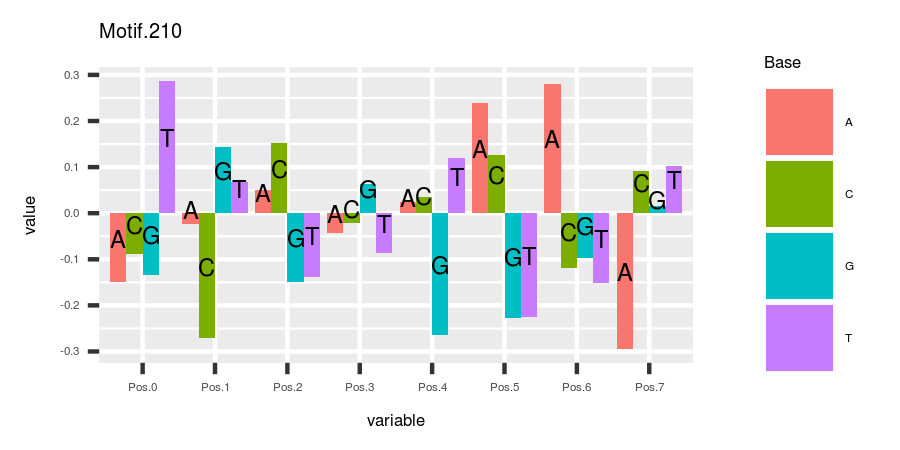 Motif.210
value
0.3
0.2
0.1
0.0
-0.1
-0.2
-0.3
A C G T
A C G T
A C G T
A C G T
A C G T
A C G T
A C G T
A C G T
Pos.0 Pos.1 Pos.2 Pos.3 Pos.4 Pos.5 Pos.6 Pos.7
variable
Base
A
C
G
T